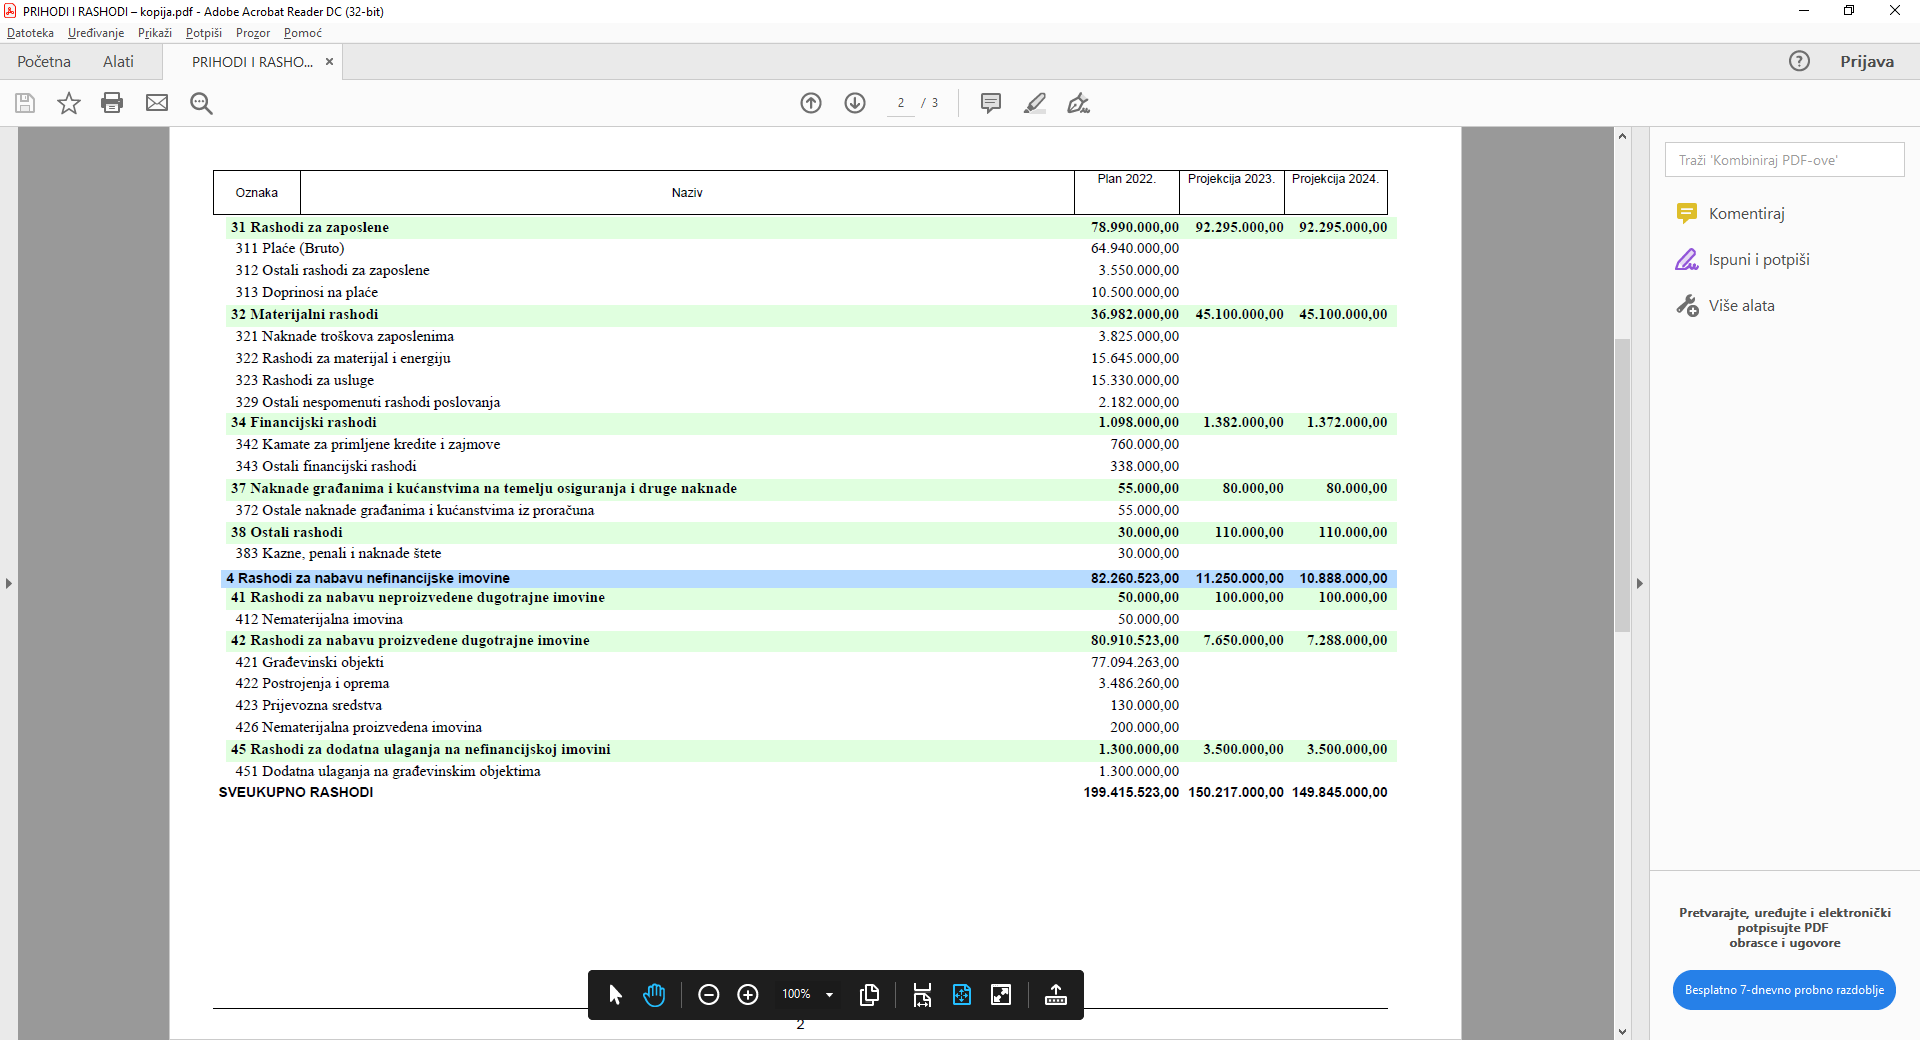 PRIHODI I RASHODI – kopija.pdf - Adobe Acrobat Reader DC (32-bit)
Datoteka Uređivanje Prikaži Potpiši Prozor Pomoć
Početna Alati PRIHODI I RASHO... × Prijava
2 / 3
Oznaka Naziv Plan 2022. Projekcija 2023. Projekcija 2024.
31 Rashodi za zaposlene 78.990.000,00 92.295.000,00 92.295.000,00
311 Plaće (Bruto) 64.940.000,00
312 Ostali rashodi za zaposlene 3.550.000,00
313 Doprinosi na plaće 10.500.000,00
32 Materijalni rashodi 36.982.000,00 45.100.000,00 45.100.000,00
321 Naknade troškova zaposlenima 3.825.000,00
322 Rashodi za materijal i energiju 15.645.000,00
323 Rashodi za usluge 15.330.000,00
329 Ostali nespomenuti rashodi poslovanja 2.182.000,00
34 Financijski rashodi 1.098.000,00 1.382.000,00 1.372.000,00
342 Kamate za primljene kredite i zajmove 760.000,00
343 Ostali financijski rashodi 338.000,00
37 Naknade građanima i kućanstvima na temelju osiguranja i druge naknade 55.000,00 80.000,00 80.000,00
372 Ostale naknade građanima i kućanstvima iz proračuna 55.000,00
38 Ostali rashodi 30.000,00 110.000,00 110.000,00
383 Kazne, penali i naknade štete 30.000,00
4 Rashodi za nabavu nefinancijske imovine 82.260.523,00 11.250.000,00 10.888.000,00
41 Rashodi za nabavu neproizvedene dugotrajne imovine 50.000,00 100.000,00 100.000,00
412 Nematerijalna imovina 50.000,00
42 Rashodi za nabavu proizvedene dugotrajne imovine 80.910.523,00 7.650.000,00 7.288.000,00
421 Građevinski objekti 77.094.263,00
422 Postrojenja i oprema 3.486.260,00
423 Prijevozna sredstva 130.000,00
426 Nematerijalna proizvedena imovina 200.000,00
45 Rashodi za dodatna ulaganja na nefinancijskoj imovini 1.300.000,00 3.500.000,00 3.500.000,00
451 Dodatna ulaganja na građevinskim objektima 1.300.000,00
SVEUKUPNO RASHODI 199.415.523,00 150.217.000,00 149.845.000,00
100%
2
Traži 'Kombiniraj PDF-ove'
Komentiraj
Ispuni i potpiši
Više alata
Pretvarajte, uređujte i elektronički
potpisujte PDF
obrasce i ugovore
Besplatno 7-dnevno probno razdoblje